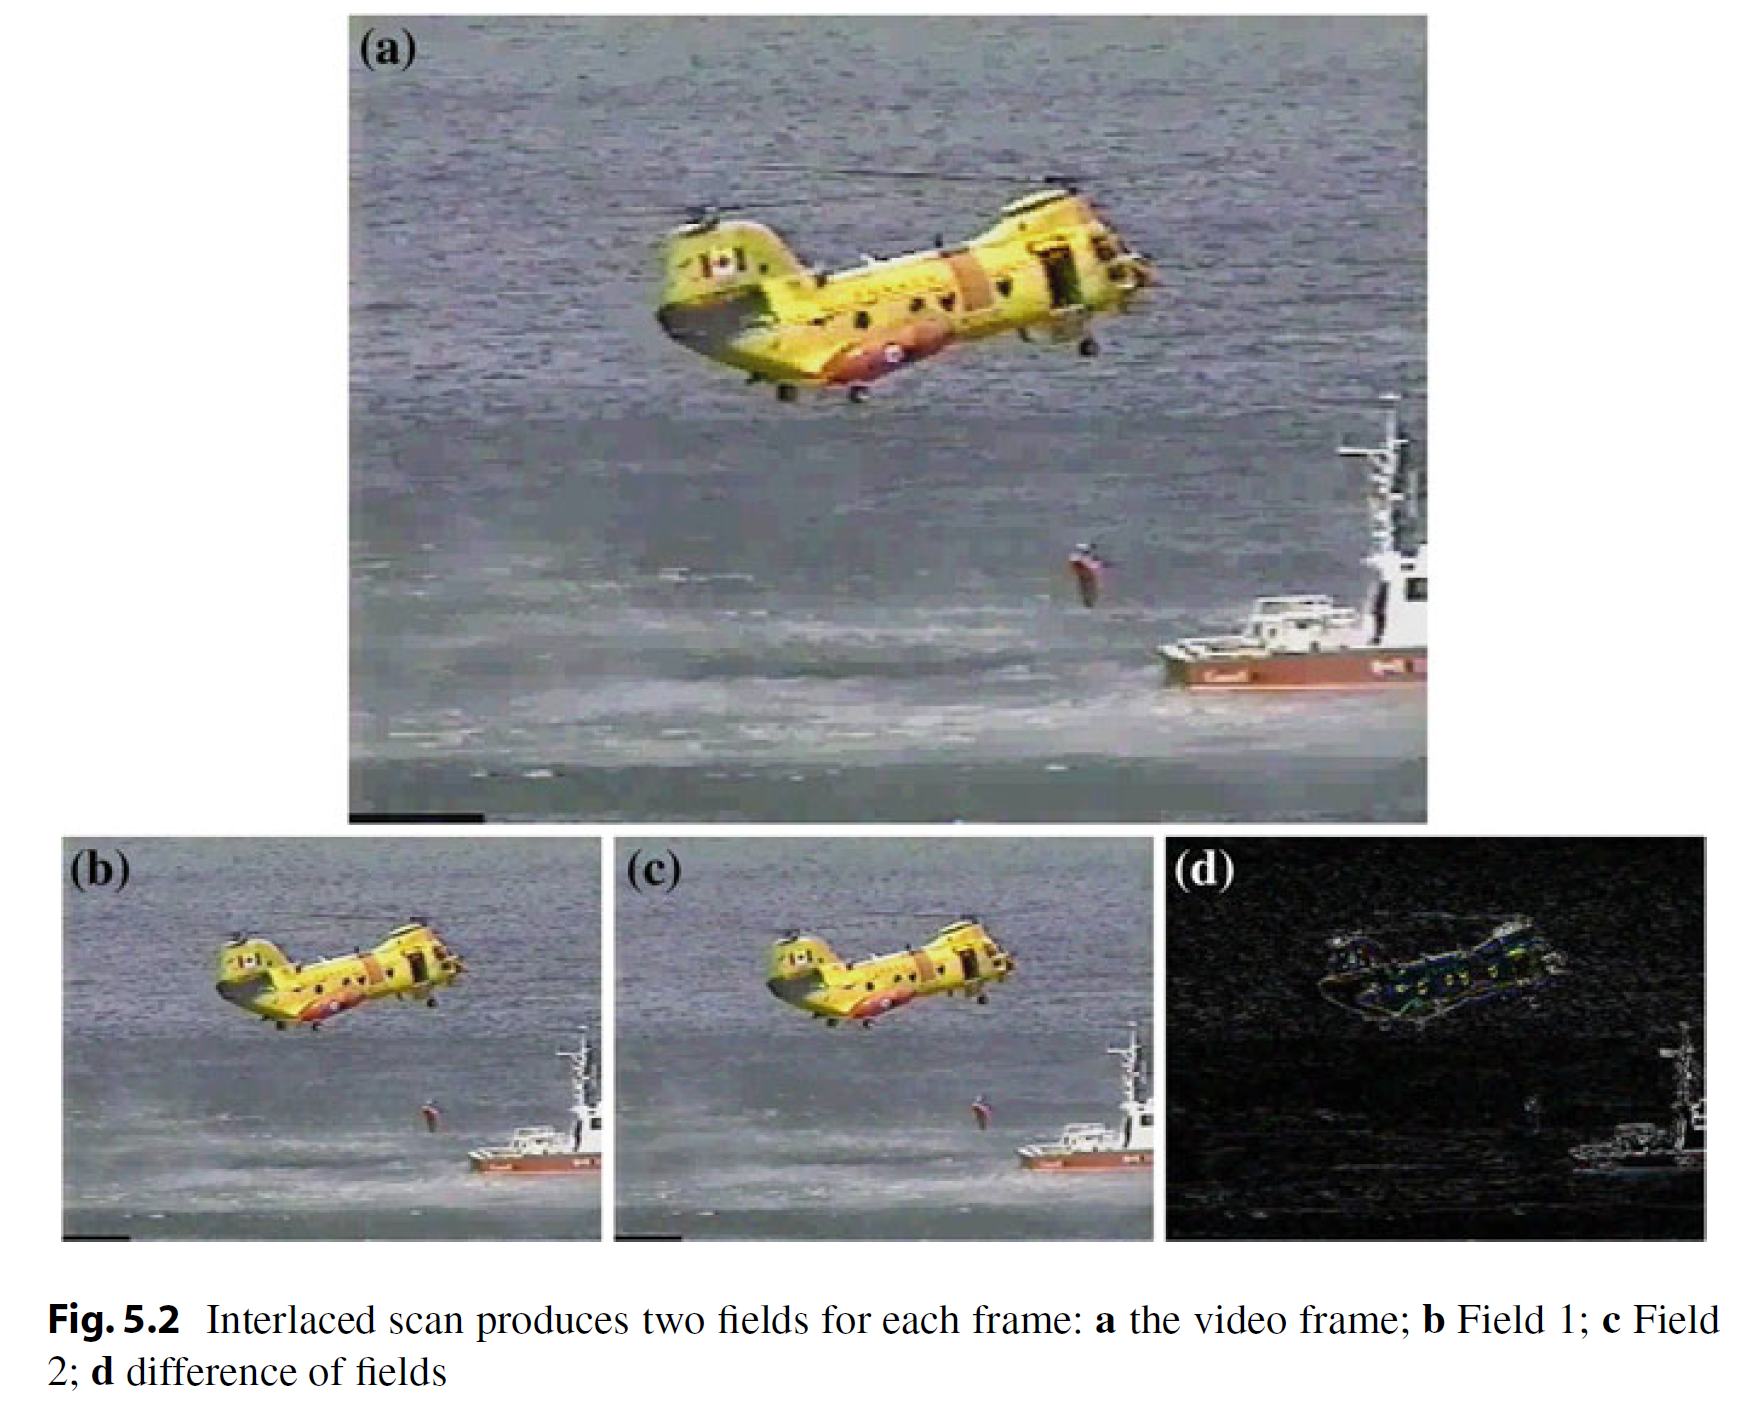 (a)
(b) (c) (d)
Fig. 5.2 Interlaced scan produces two fields for each frame: a the video frame; b Field 1; c Field
2; d difference of fields